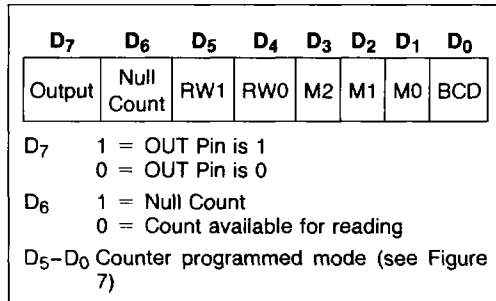 D7 D6 D5 D4 D3 D2 D1 D0
Output Null Count RW1 RW0 M2 M1 M0 BCD
D7 1 = OUT Pin is 1
0 = OUT Pin is 0
D6 1 = Null Count
0 = Count available for reading
D5–D0 Counter programmed mode (see Figure
7)